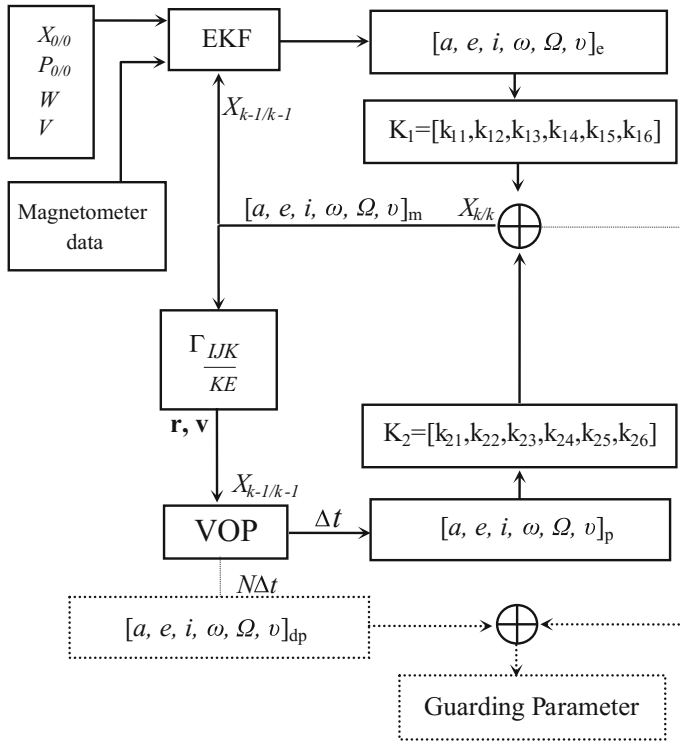 X0/0
P0/0
W
V
EKF
[a, e, i, ω, Ω, υ]e
Xk-1/k-1
K1=[k11,k12,k13,k14,k15,k16]
Magnetometer
data
[a, e, i, ω, Ω, υ]m
Xk/k
ΓIJK
KE
r, v
K2=[k21,k22,k23,k24,k25,k26]
Xk-1/k-1
VOP
Δt
[a, e, i, ω, Ω, υ]p
NΔt
[a, e, i, ω, Ω, υ]dp
Guarding Parameter